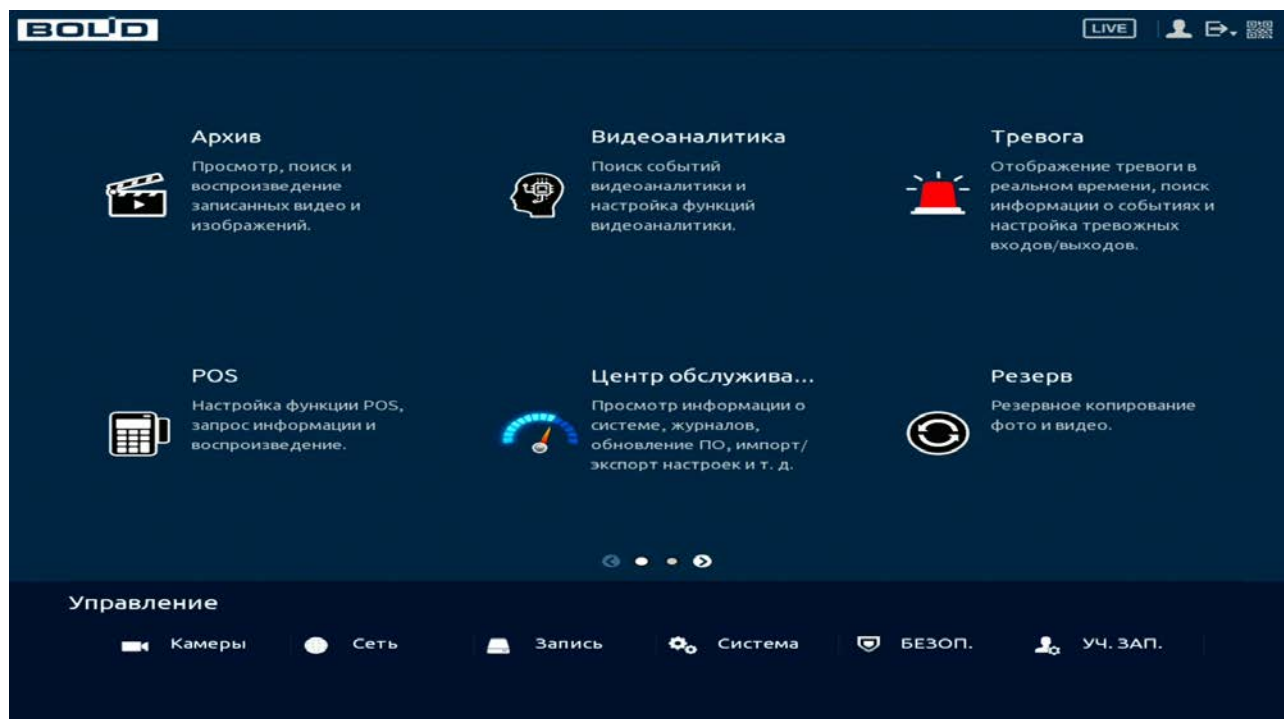 BOLID
LIVE
Архив
Просмотр, поиск и
воспроизведение
записанных видео и
изображений.
Видеоаналитика
Поиск событий
видеоаналитики и
настройка функций
видеоаналитики.
Тревога
Отображение тревоги в
реальном времени, поиск
информации о событиях и
настройка тревожных
входов/выходов.
POS
Настройка функции POS,
запрос информации и
воспроизведение.
Центр обслужива...
Просмотр информации о
системе, журналов,
обновление ПО, импорт/
экспорт настроек и т. д.
Резерв
Резервное копирование
фото и видео.
Управление
Камеры
Сеть
Запись
Система
БЕЗОП.
УЧ. ЗАП.